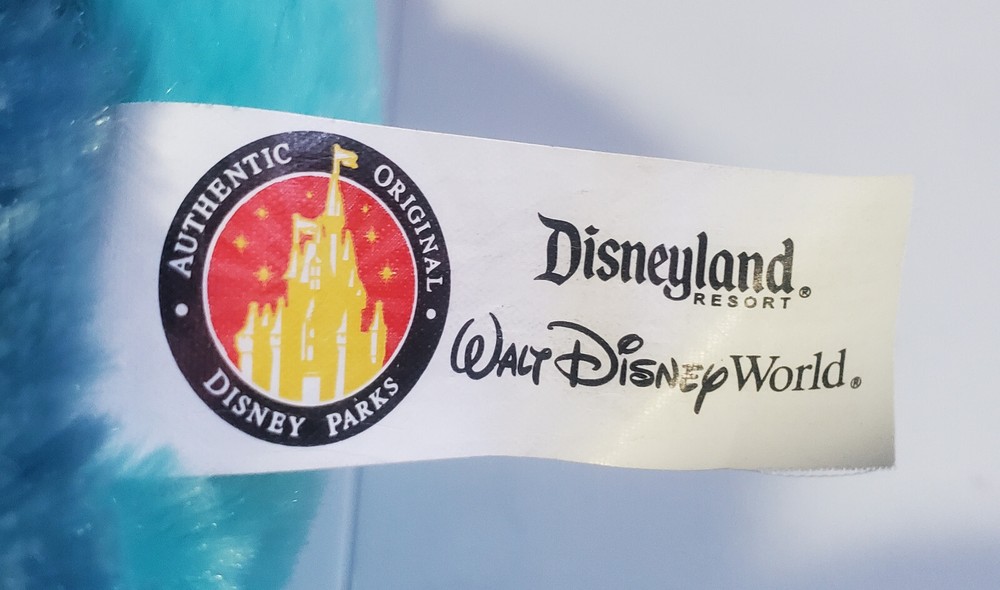 AUTHENTIC ORIGINAL
DISNEY PARKS
Disneyland®
RESORT
WALT DISNEY World®